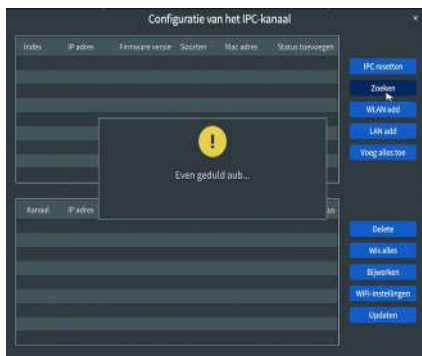 Configuratie van het IPC-kanaal
×
Index IP adres Firmware versie Soorten Mac adres Status toevoegen
IPC resetten
Zoeken
WLAN add
LAN add
Voeg alles toe
!
Even geduld aub...
Kanaal IP adres
Delete
Wis alles
Bijwerken
WiFi-instellingen
Updaten